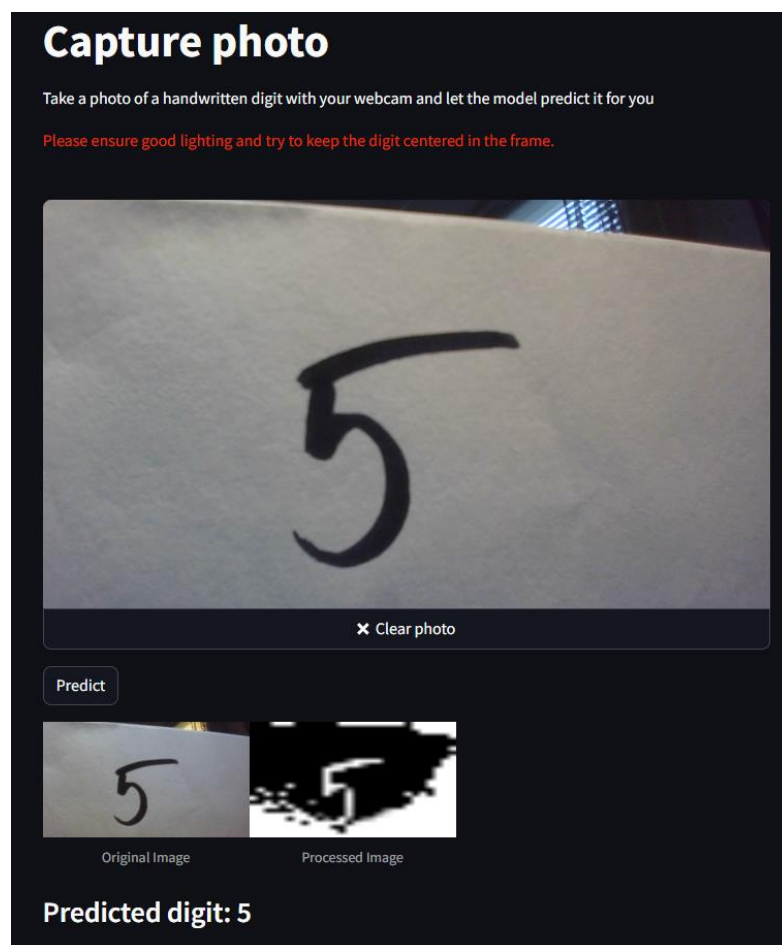 Capture photo
Take a photo of a handwritten digit with your webcam and let the model predict it for you
Please ensure good lighting and try to keep the digit centered in the frame.
5
× Clear photo
Predict
5
5
Original Image
Processed Image
Predicted digit: 5